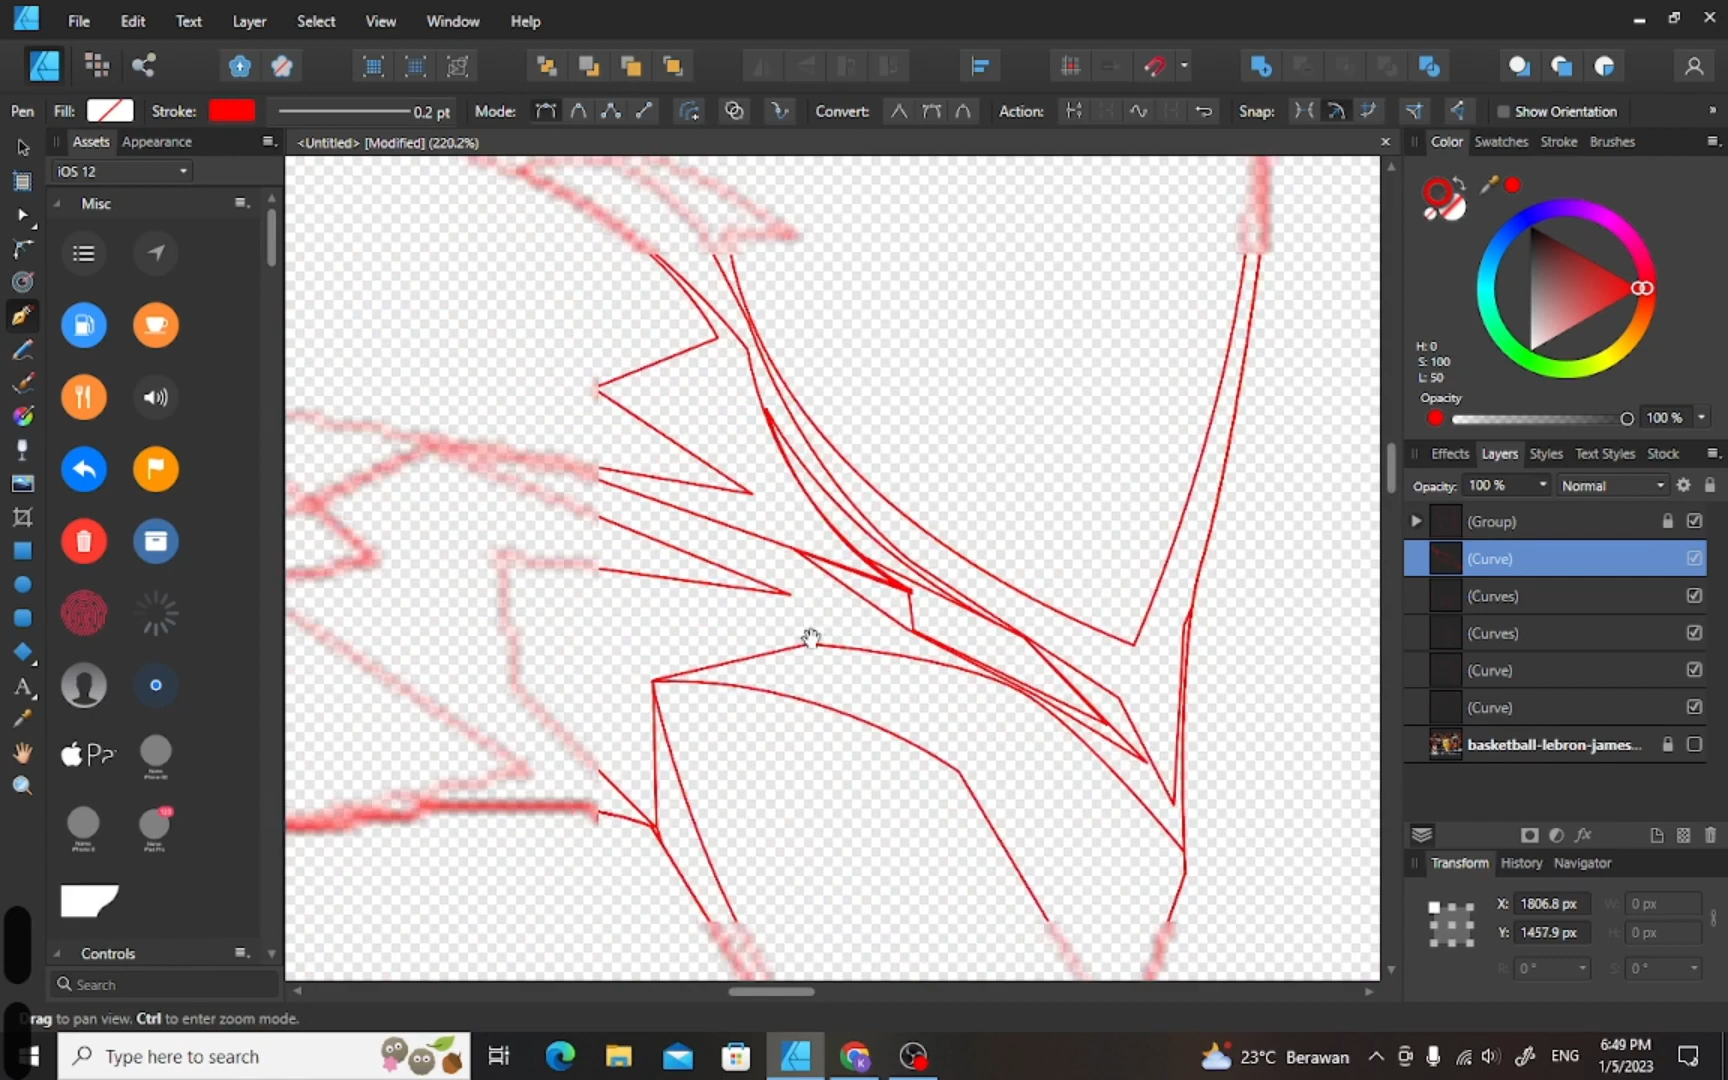 File Edit Text Layer Select View Window Help
Pen Fill: Stroke: 0.2 pt Mode: Convert: Action: Snap: Show Orientation »
Assets Appearance
<Untitled> [Modified] (220.2%)
Color Swatches Stroke Brushes
iOS 12
Misc
H: 0
S: 100
L: 50
Opacity
100 %
Effects Layers Styles Text Styles Stock
Opacity: 100 % Normal
(Group)
(Curve)
(Curves)
(Curves)
(Curve)
(Curve)
basketball-lebron-james...
fx
Transform History Navigator
X: 1806.8 px W: 0 px
Y: 1457.9 px H: 0 px
R: 0 ° S: 0 °
Controls
Search
Drag to pan view. Ctrl to enter zoom mode.
Type here to search
23°C Berawan
ENG
6:49 PM
1/5/2023